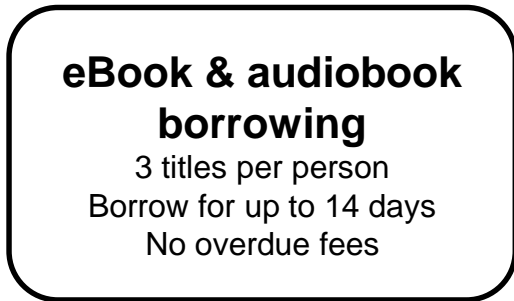 eBook & audiobook
borrowing
3 titles per person
Borrow for up to 14 days
No overdue fees